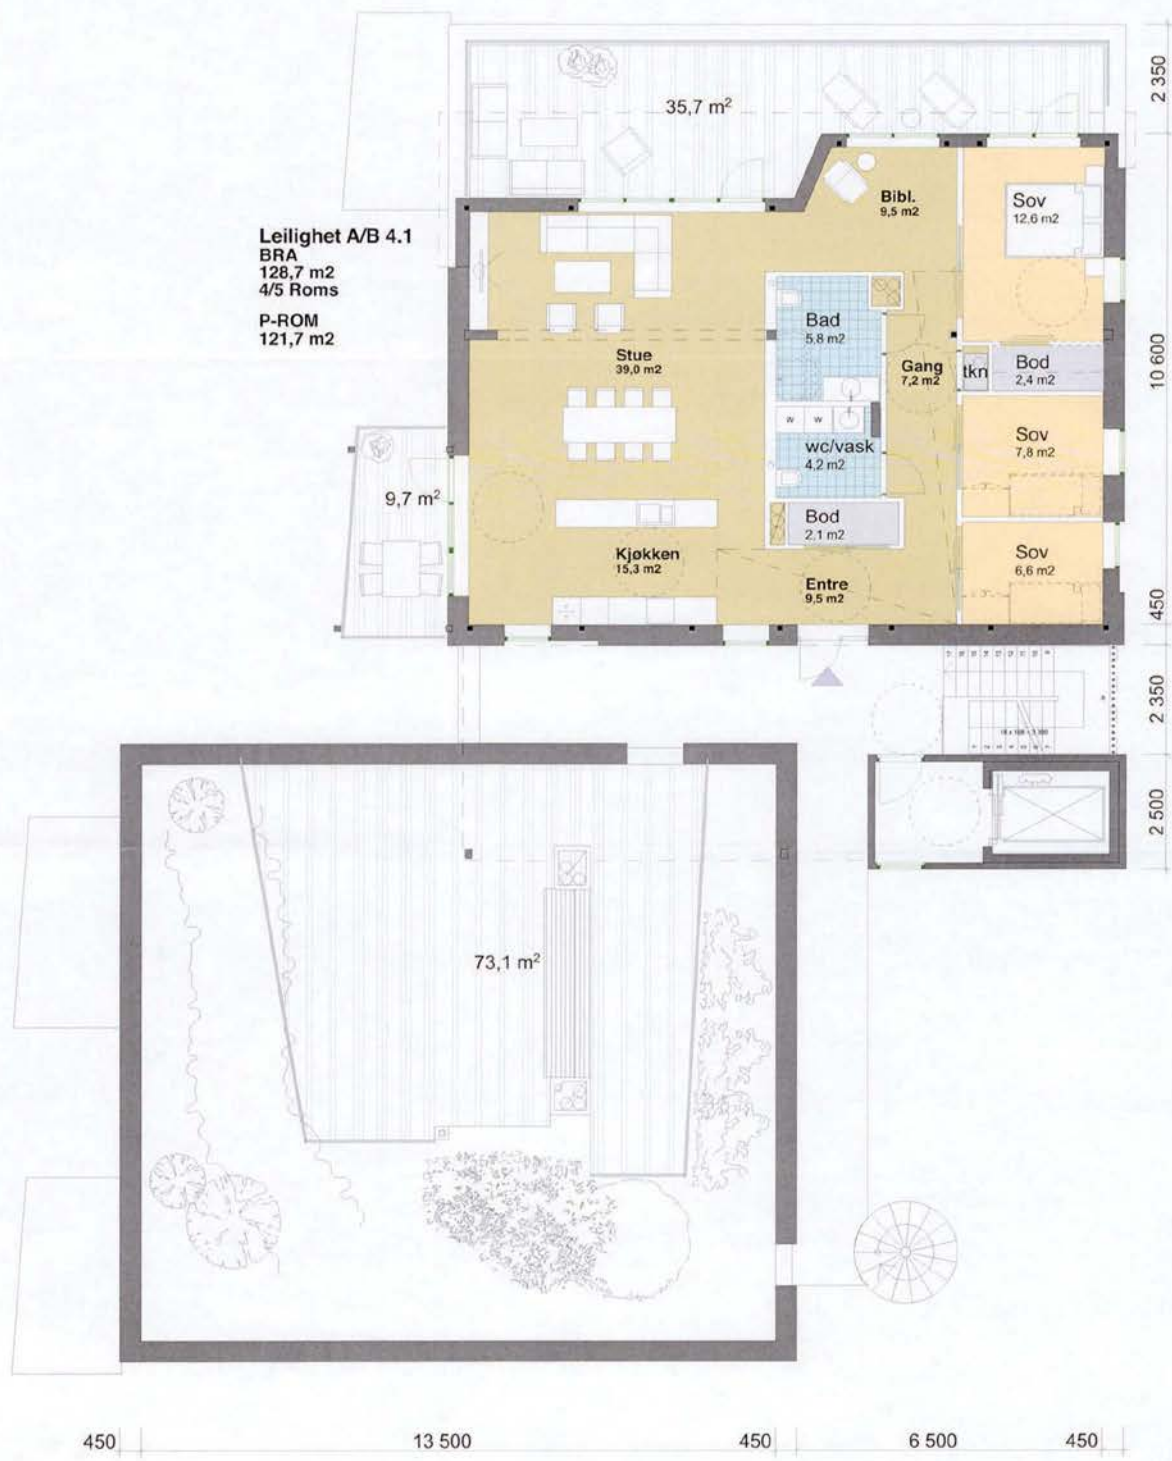 35,7 m²
2 350
Leilighet A/B 4.1
BRA
128,7 m2
4/5 Roms
P-ROM
121,7 m2
Bibl.
9,5 m2
Sov
12,6 m2
Bad
5,8 m2
Stue
39,0 m2
Gang
7,2 m2
tkn
Bod
2,4 m2
10 600
W W
wc/vask
4,2 m2
Sov
7,8 m2
9,7 m²
Bod
2,1 m2
Kjøkken
15,3 m2
Entre
9,5 m2
Sov
6,6 m2
450
2 350
2 500
73,1 m²
450
13 500
450
6 500
450